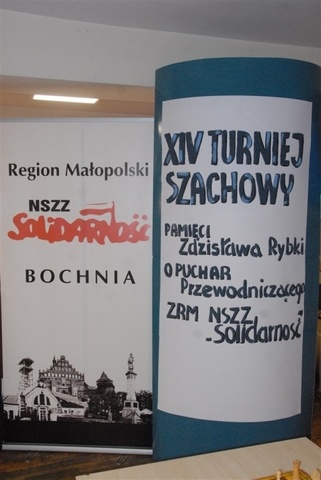 Region Małopolski
NSZZ
SOLIDARNOŚĆ
BOCHNIA
XIV TURNIEJ
SZACHOWY
PAMIĘCI
Zdzisława Rybki
O PUCHAR
Przewodniczącego
ZRM NSZZ
„Solidarność"